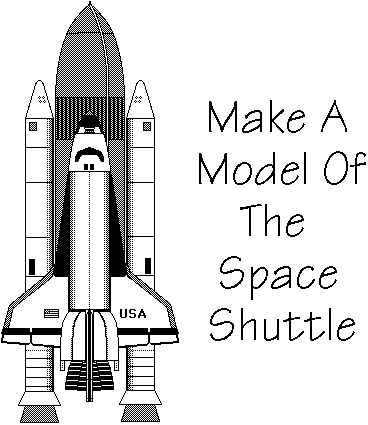 Make A
Model Of
The
Space
Shuttle
USA